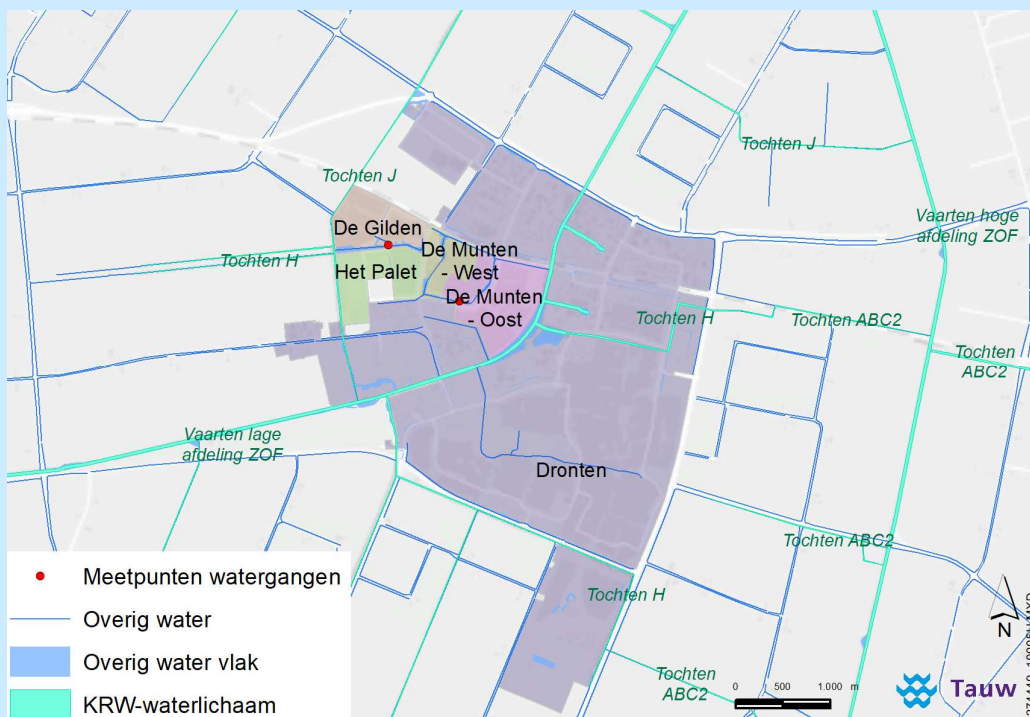 Tochten J
Tochten J
De Gilden
Vaarten hoge
afdeling ZOF
De Munten
- West
Tochten H
Het Palet
De Munten
- Oost
Tochten H
Tochten ABC2
Tochten
ABC2
Vaarten lage
afdeling ZOF
Dronten
Tochten ABC2
Meetpunten watergangen
Tochten H
Overig water
N
Overig water vlak
Tochten
ABC2
KRW-waterlichaam
0 500 1.000 m
Tauw